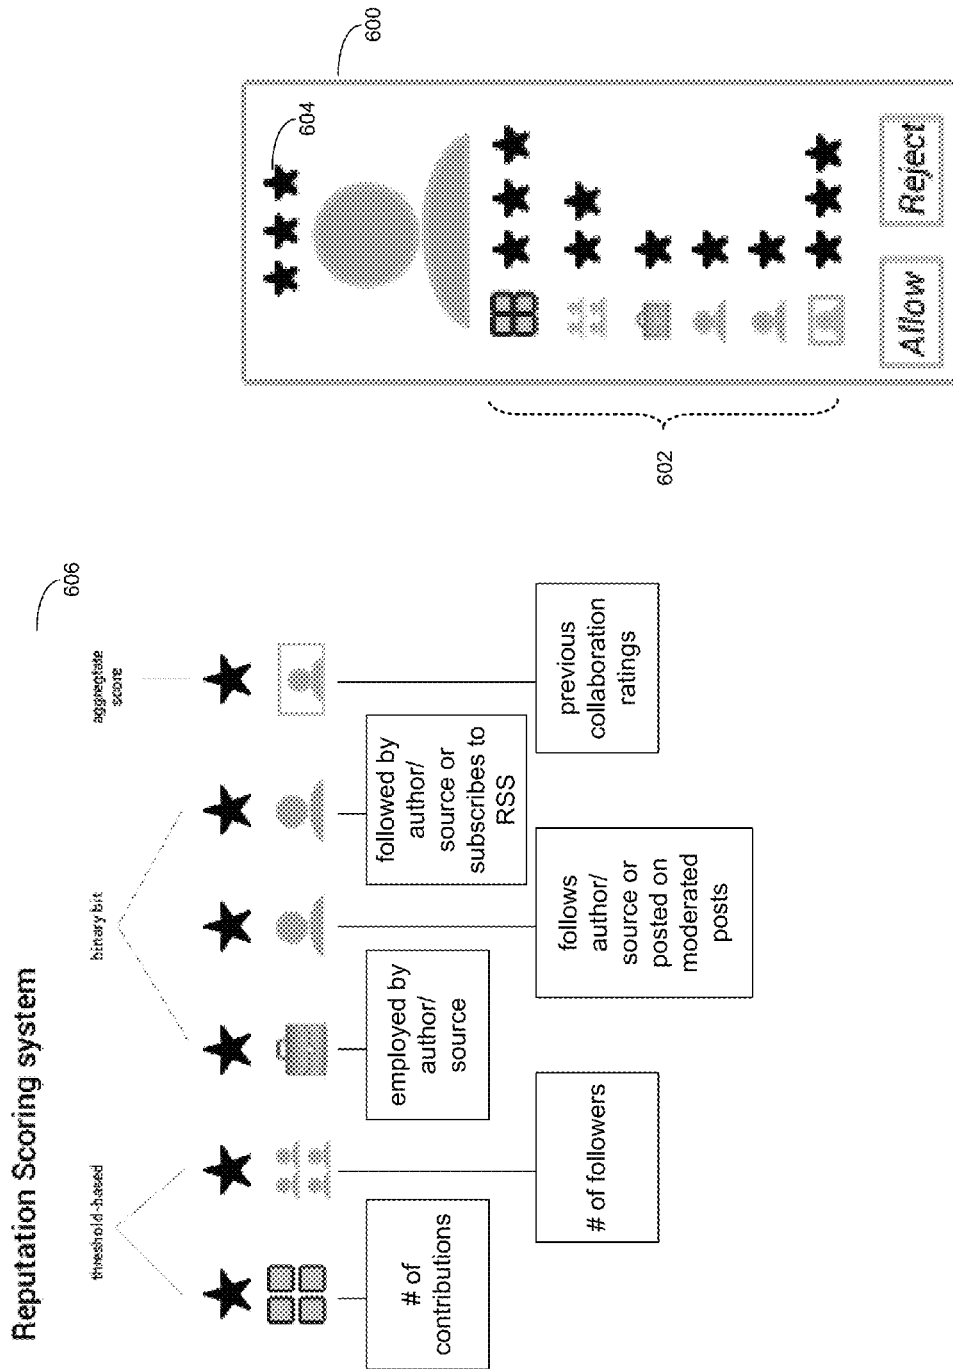 Reputation Scoring system
606
threshold-based
binary bit
aggregate
score
# of
contributions
# of followers
employed by
author/
source
follows
author/
source or
posted on
moderated
posts
followed by
author/
source or
subscribes to
RSS
previous
collaboration
ratings
600
604
602
Allow
Reject